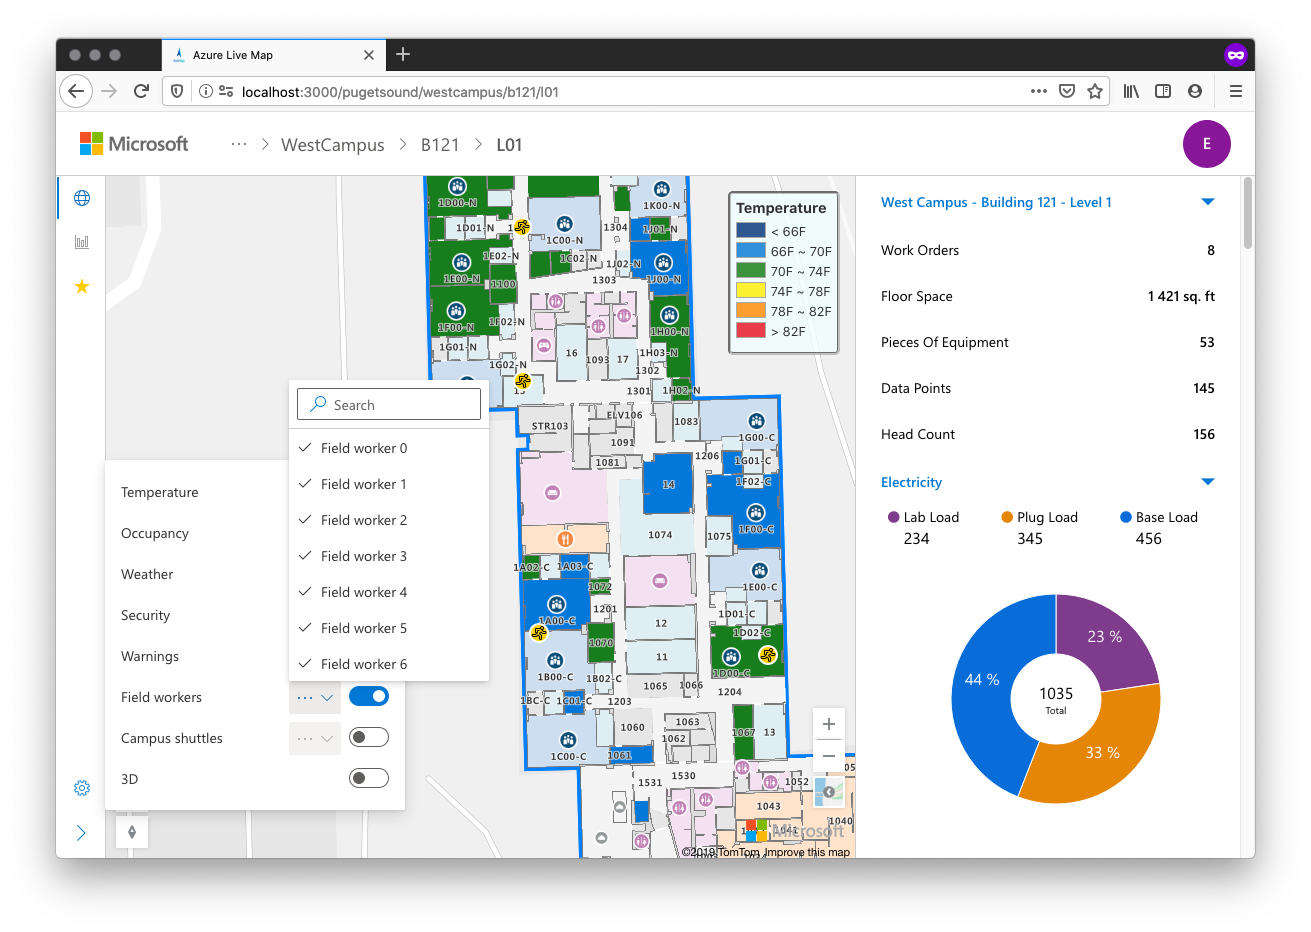 Azure Live Map
localhost:3000/pugetsound/westcampus/b121/l01
Microsoft
··· > WestCampus > B121 > L01
E
1D00-N
1K00-N
1D01-N
1C00-N
1304
1J01-N
1E02-N
1C02-N
1J02-N
1E00-N
1100
1303
1J00-N
1F00-N
1F02-N
1H00-N
1G01-N
16
1093
17
1H03-N
1G02-N
1302
1301
1H02-N
STR103
ELV106
1083
1G00-C
1091
1081
1206
1G01-C
14
1F02-C
1F00-C
1074
1075
1A02-C
1A03-C
1072
1E00-C
1201
1A00-C
12
1D01-C
1070
1D02-C
11
1B00-C
1B02-C
1D00-C
1065
1066
1204
1BC-C
1C01-C
1203
1060
1063
1062
1067
13
1C00-C
1061
1531
1530
1052
1043
1040
1041
Temperature
< 66F
66F ~ 70F
70F ~ 74F
74F ~ 78F
78F ~ 82F
> 82F
Search
Field worker 0
Field worker 1
Field worker 2
Field worker 3
Field worker 4
Field worker 5
Field worker 6
Temperature
Occupancy
Weather
Security
Warnings
Field workers ···
Campus shuttles ···
3D
+
−
Microsoft
©2019 TomTom Improve this map
West Campus - Building 121 - Level 1
Work Orders 8
Floor Space 1 421 sq. ft
Pieces Of Equipment 53
Data Points 145
Head Count 156
Electricity
Lab Load Plug Load Base Load
234 345 456
23 %
44 %
1035
Total
33 %